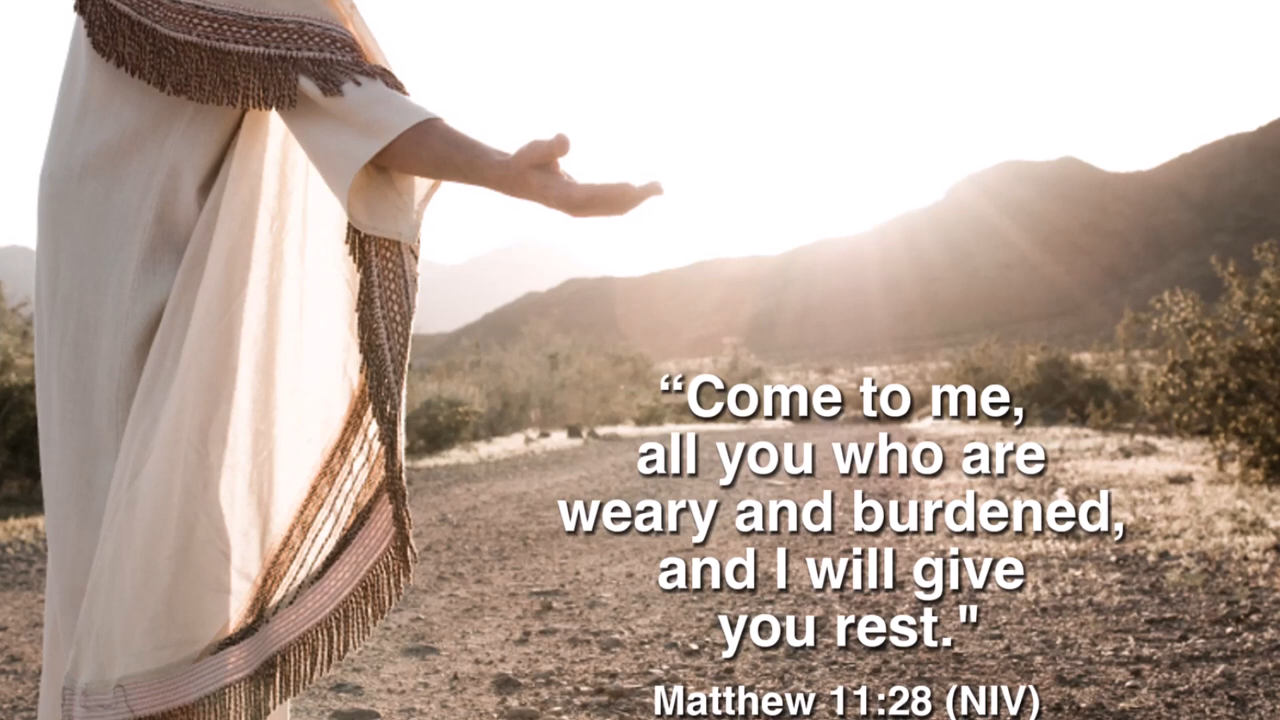 “Come to me,
all you who are
weary and burdened,
and I will give
you rest."
Matthew 11:28 (NIV)